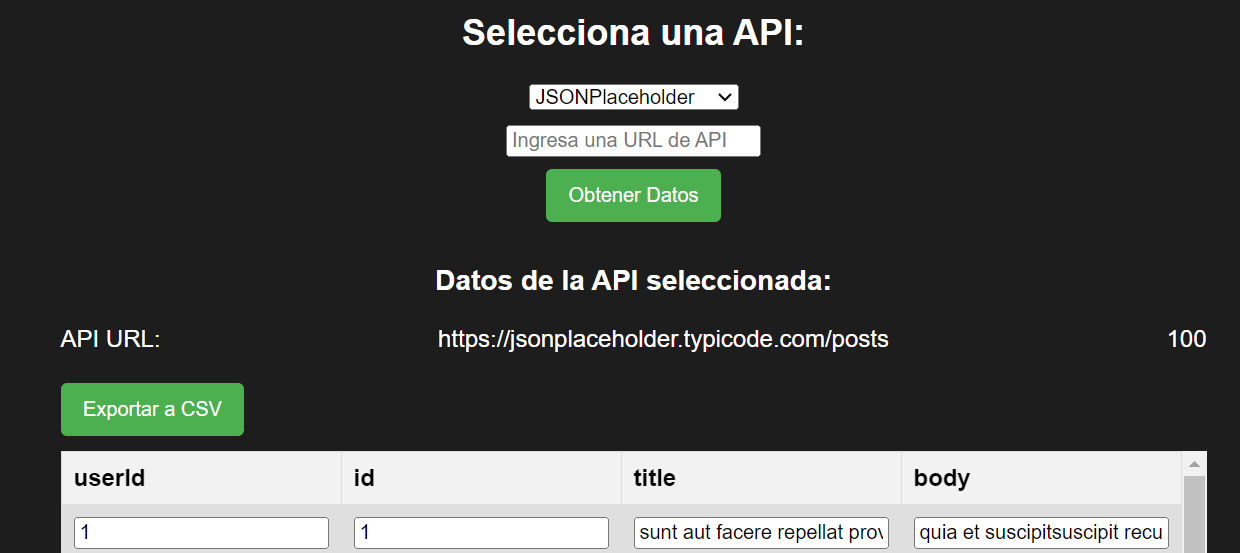 Selecciona una API:
JSONPlaceholder
Ingresa una URL de API
Obtener Datos
Datos de la API seleccionada:
API URL: https://jsonplaceholder.typicode.com/posts 100
Exportar a CSV
userId id title body
1 1 sunt aut facere repellat prov quia et suscipitsuscipit recu